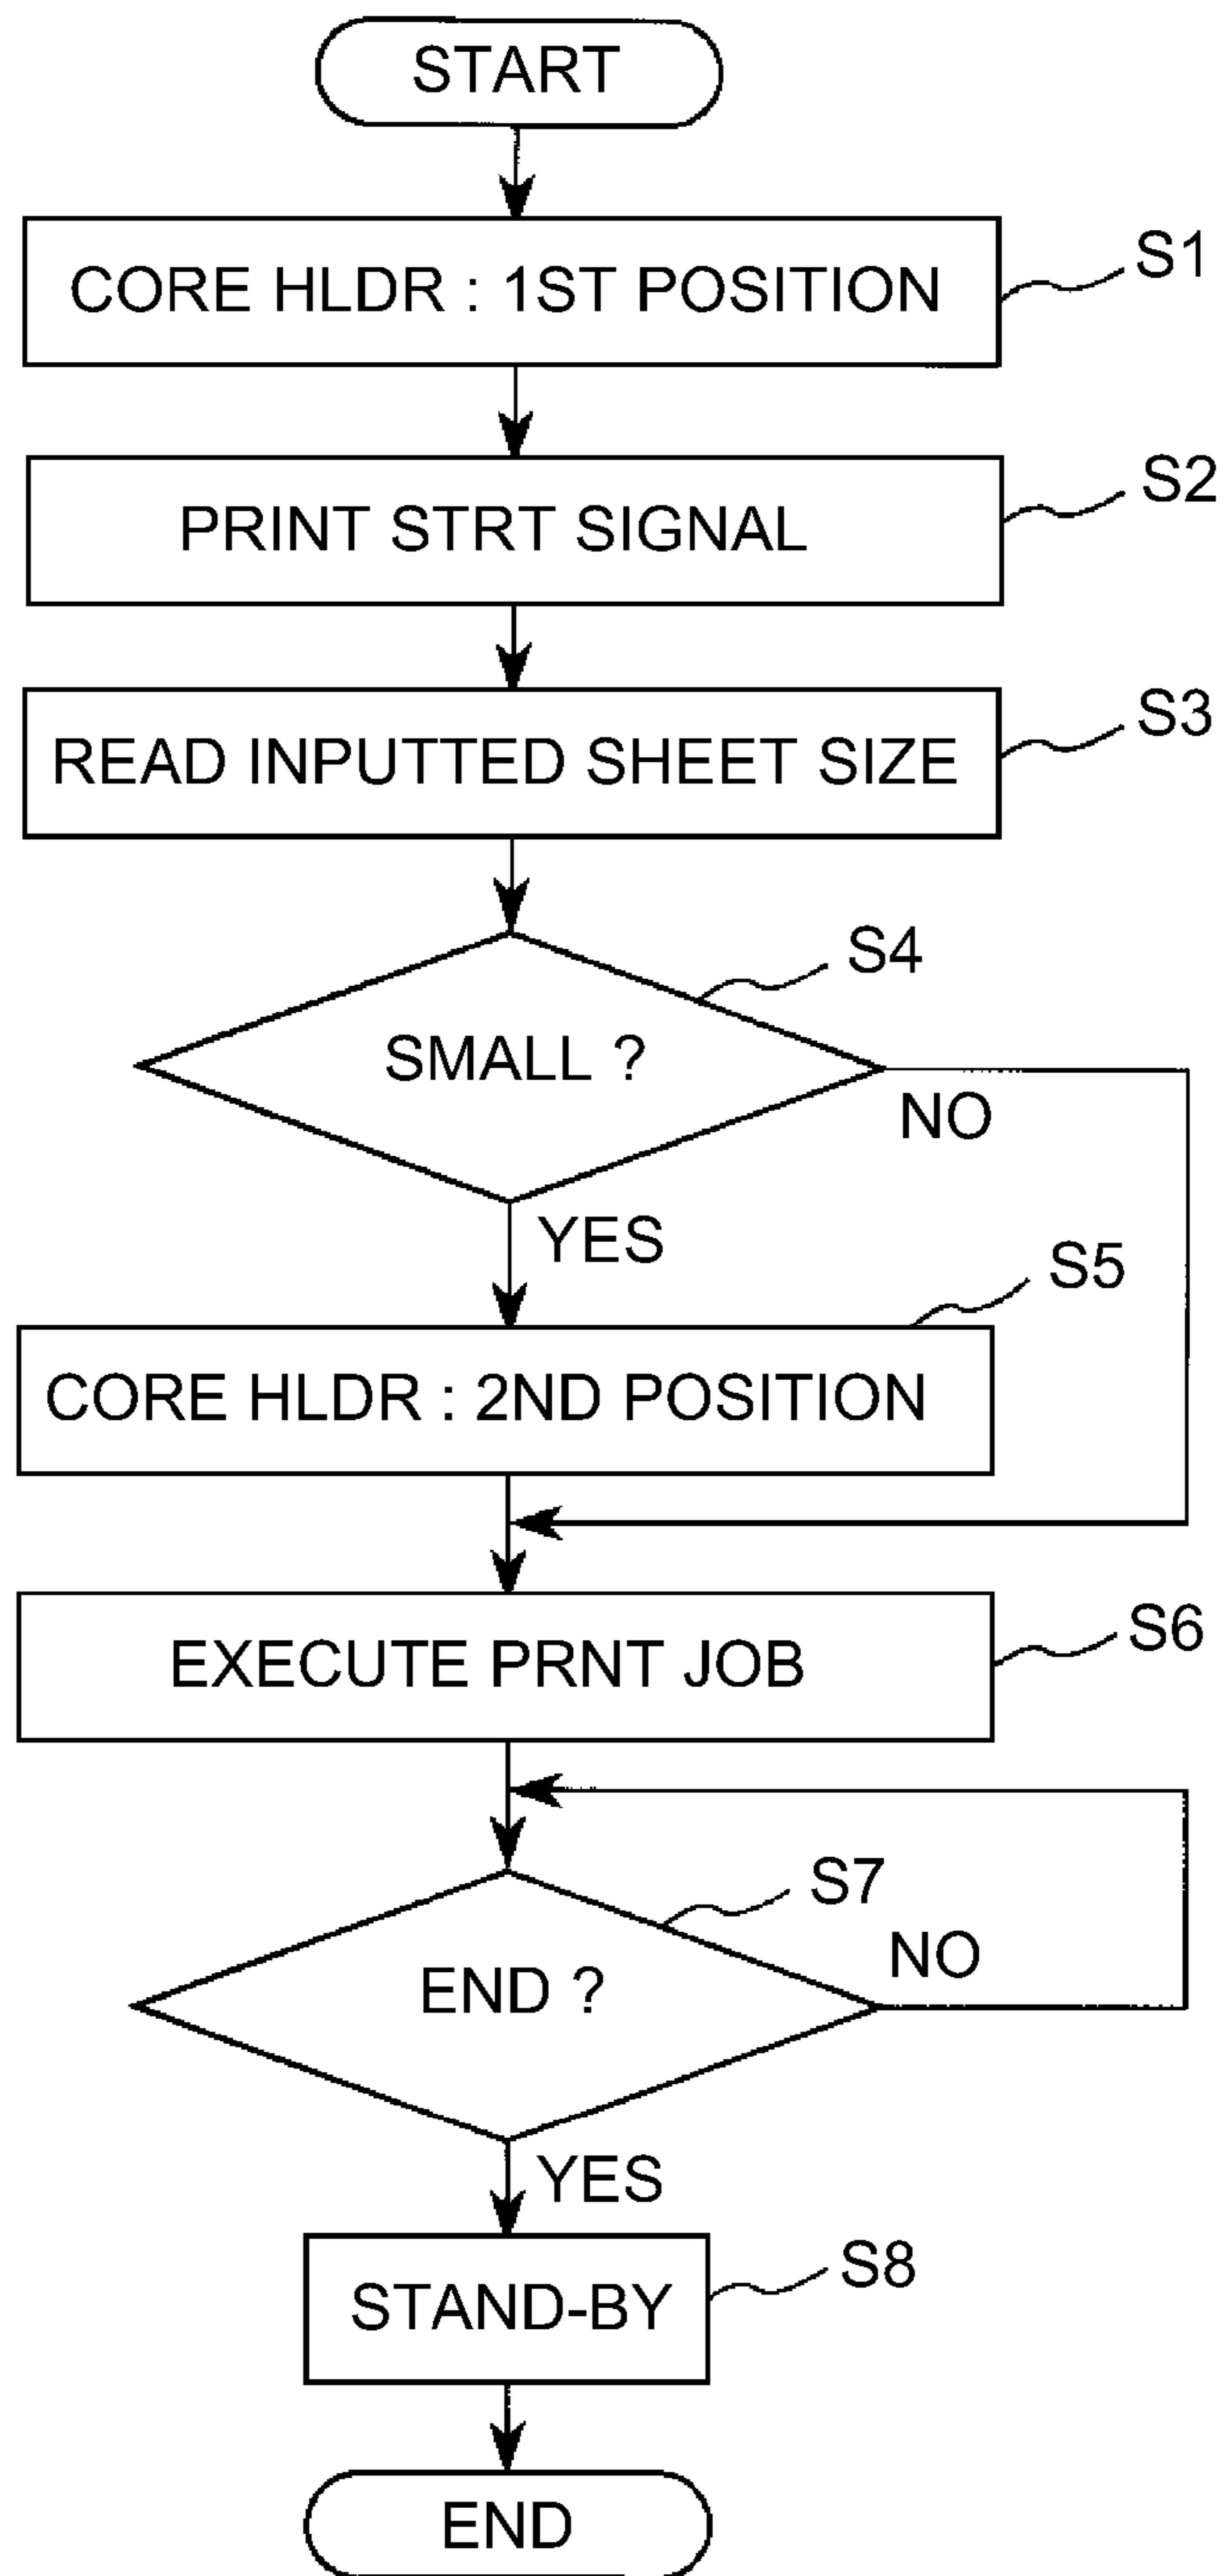 START
CORE HLDR : 1ST POSITION
S1
PRINT STRT SIGNAL
S2
READ INPUTTED SHEET SIZE
S3
S4
SMALL ?
NO
YES
S5
CORE HLDR : 2ND POSITION
EXECUTE PRNT JOB
S6
S7
NO
END ?
YES
S8
STAND-BY
END